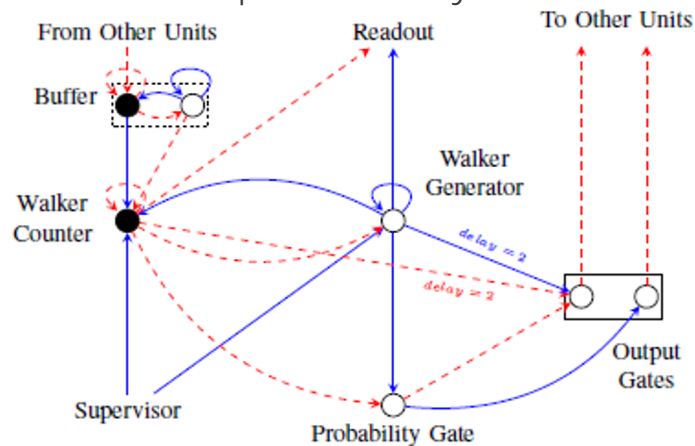 From Other Units
Readout
To Other Units
Buffer
Walker
Generator
Walker
Counter
delay = 2
delay = 2
Output
Gates
Supervisor
Probability Gate